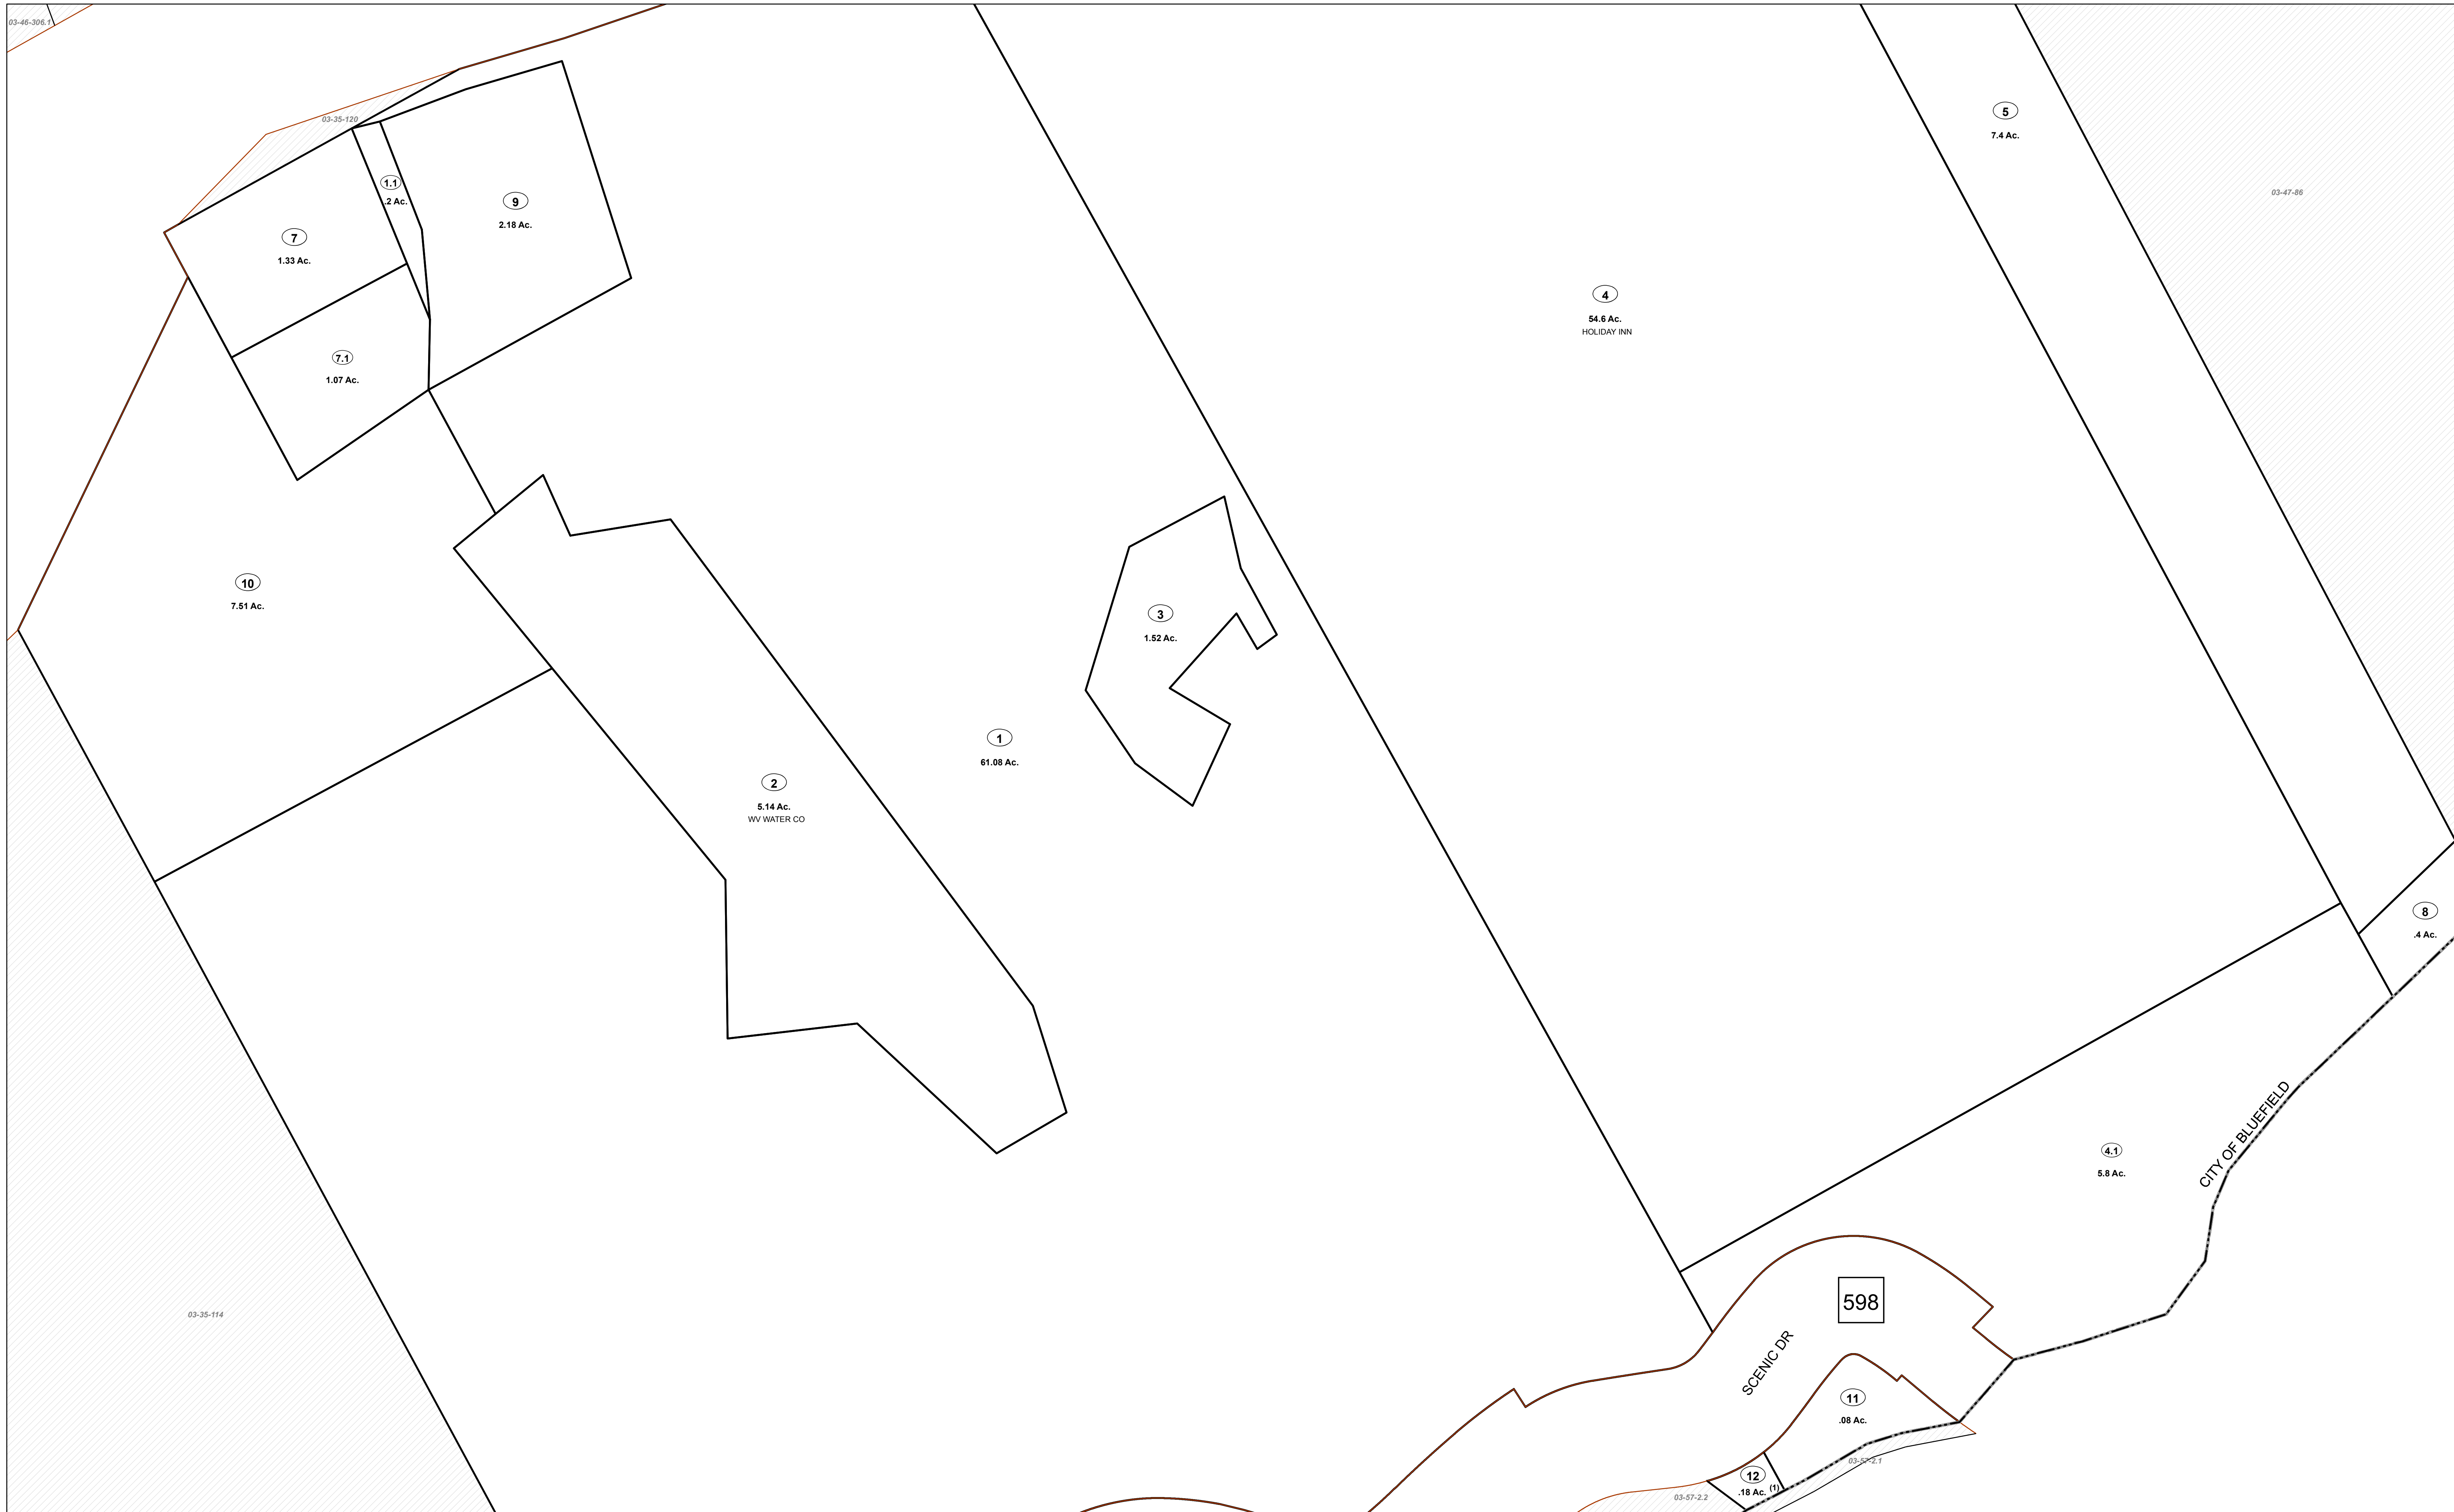 03-46-306.1
03-35-120
5
7.4 Ac.
03-47-86
1.1
.2 Ac.
9
2.18 Ac.
7
1.33 Ac.
4
54.6 Ac.
HOLIDAY INN
7.1
1.07 Ac.
10
7.51 Ac.
3
1.52 Ac.
1
61.08 Ac.
2
5.14 Ac.
WV WATER CO
8
.4 Ac.
CITY OF BLUEFIELD
4.1
5.8 Ac.
598
03-35-114
SCENIC DR
11
.08 Ac.
03-57-2.1
12
.18 Ac. (1)
03-57-2.2